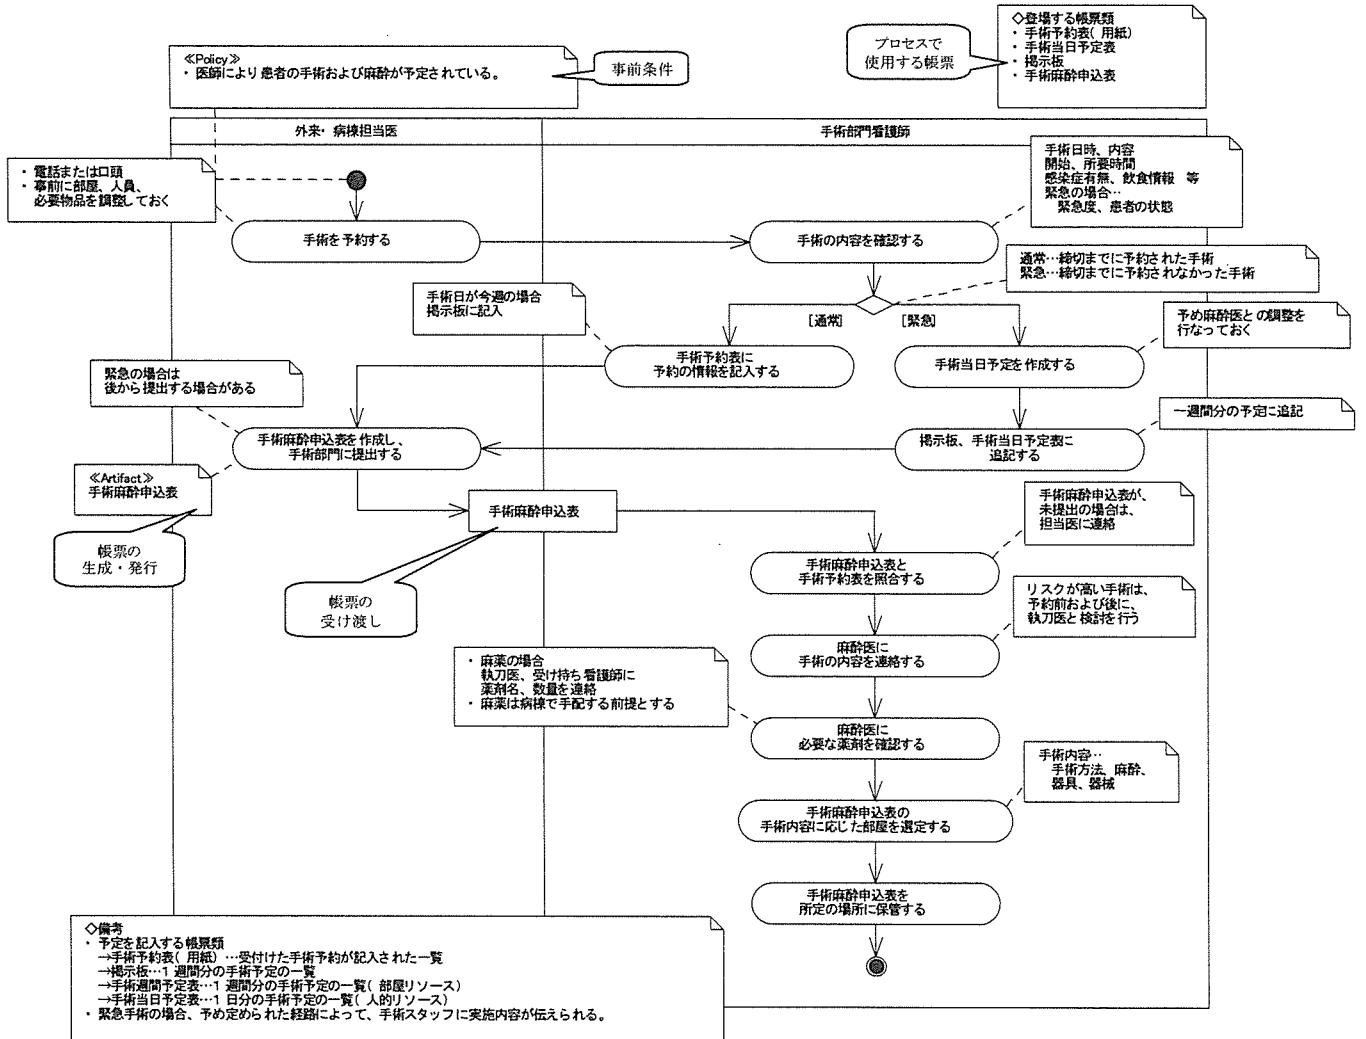 ◇登場する帳票類
・ 手術予約表( 用紙)
・ 手術当日予定表
・ 掲示板
・ 手術麻酔申込表
プロセスで
使用する帳票
≪Policy≫
・ 医師により患者の手術および麻酔が予定されている。
事前条件
外来・ 病棟担当医
手術部門看護師
・ 電話または口頭
・ 事前に部屋、人員、
必要物品を調整しておく
手術日時、内容
開始、所要時間
感染症有無、飲食情報 等
緊急の場合…
緊急度、患者の状態
手術を予約する
手術の内容を確認する
通常…締切までに予約された手術
緊急…締切までに予約されなかった手術
手術日が今週の場合
掲示板に記入
[通常]
[緊急]
予め麻酔医との調整を
行なっておく
手術予約表に
予約の情報を記入する
手術当日予定を作成する
緊急の場合は
後から提出する場合がある
一週間分の予定に追記
手術麻酔申込表を作成し、
手術部門に提出する
掲示板、手術当日予定表に
追記する
≪Artifact≫
手術麻酔申込表
手術麻酔申込表
手術麻酔申込表が、
未提出の場合は、
担当医に連絡
帳票の
生成・発行
手術麻酔申込表と
手術予約表を照合する
帳票の
受け渡し
リスクが高い手術は、
予約前および後に、
執刀医と検討を行う
麻酔医に
手術の内容を連絡する
・ 麻薬の場合
執刀医、受け持ち看護師に
薬剤名、数量を連絡
・ 麻薬は病棟で手配する前提とする
麻酔医に
必要な薬剤を確認する
手術内容…
手術方法、麻酔、
器具、器械
手術麻酔申込表の
手術内容に応じた部屋を選定する
手術麻酔申込表を
所定の場所に保管する
◇備考
・ 予定を記入する帳票類
→手術予約表( 用紙) …受付けた手術予約が記入された一覧
→掲示板…1 週間分の手術予定の一覧
→手術週間予定表…1 週間分の手術予定の一覧( 部屋リソース)
→手術当日予定表…1 日分の手術予定の一覧( 人的リソース)
・ 緊急手術の場合、予め定められた経路によって、手術スタッフに実施内容が伝えられる。